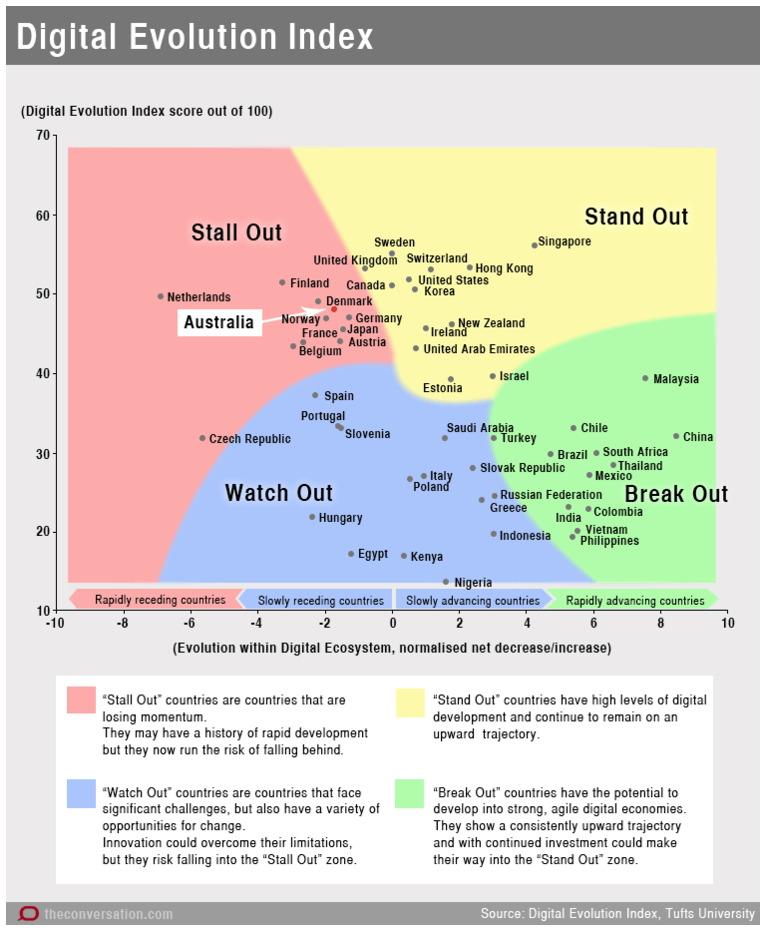 Digital Evolution Index
(Digital Evolution Index score out of 100)
70
60
50
40
30
20
10
Stall Out
Stand Out
Watch Out
Break Out
Sweden
United Kingdom
Switzerland
Singapore
Hong Kong
Finland
Canada
United States
Korea
Netherlands
Denmark
Australia
Norway
Germany
New Zealand
France
Japan
Ireland
Belgium
Austria
United Arab Emirates
Estonia
Israel
Malaysia
Spain
Portugal
Slovenia
Czech Republic
Saudi Arabia
Turkey
Chile
China
Brazil
South Africa
Slovak Republic
Thailand
Italy
Poland
Mexico
Russian Federation
Greece
India
Colombia
Hungary
Indonesia
Vietnam
Philippines
Egypt
Kenya
Nigeria
Rapidly receding countries
Slowly receding countries
Slowly advancing countries
Rapidly advancing countries
-10 -8 -6 -4 -2 0 2 4 6 8 10
(Evolution within Digital Ecosystem, normalised net decrease/increase)
“Stall Out” countries are countries that are
losing momentum.
They may have a history of rapid development
but they now run the risk of falling behind.
“Stand Out” countries have high levels of digital
development and continue to remain on an
upward trajectory.
“Watch Out” countries are countries that face
significant challenges, but also have a variety of
opportunities for change.
Innovation could overcome their limitations,
but they risk falling into the “Stall Out” zone.
“Break Out” countries have the potential to
develop into strong, agile digital economies.
They show a consistently upward trajectory
and with continued investment could make
their way into the “Stand Out” zone.
theconversation.com
Source: Digital Evolution Index, Tufts University